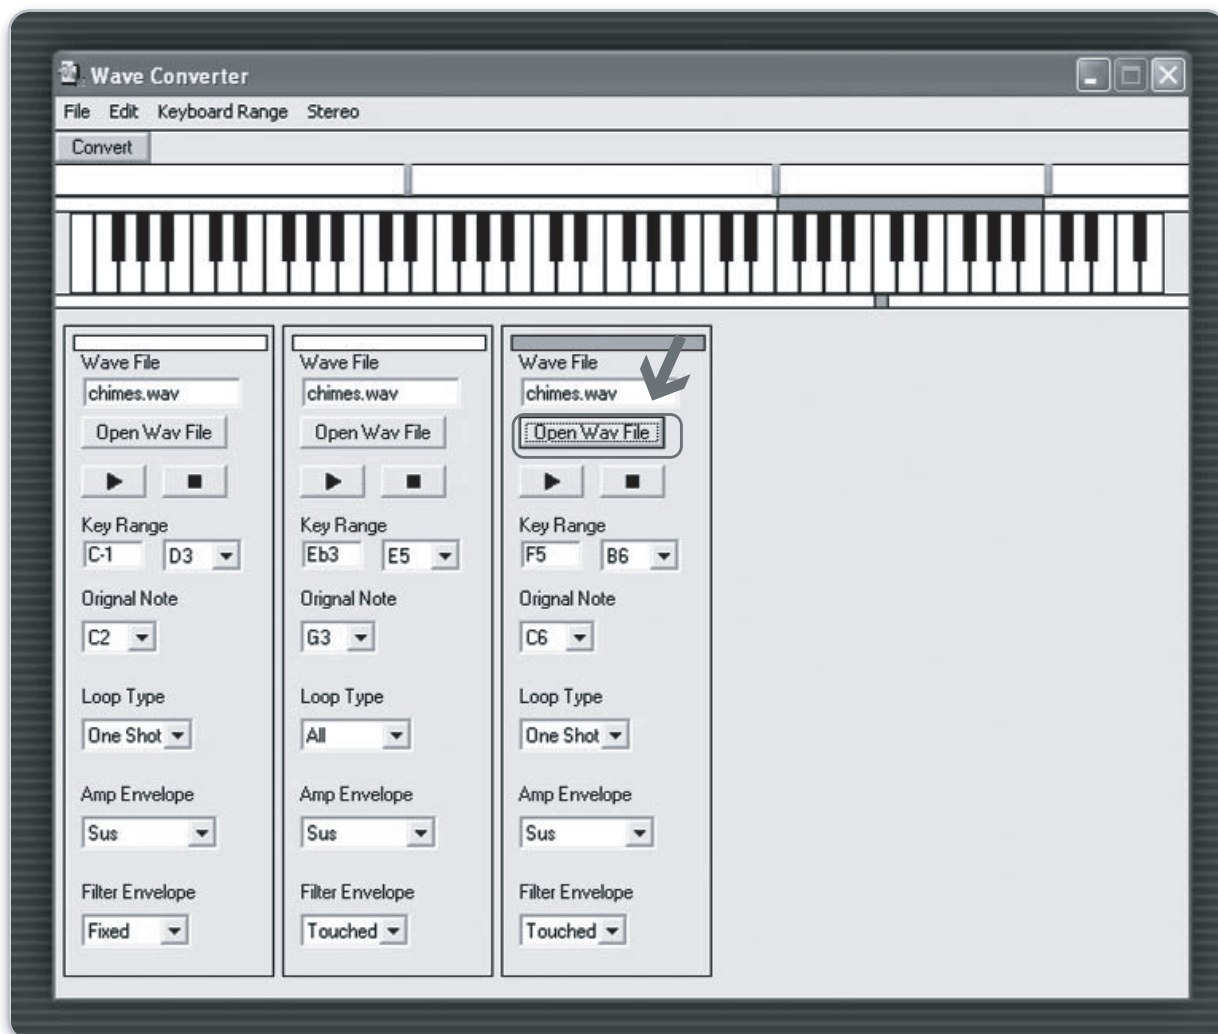 Wave Converter
File Edit Keyboard Range Stereo
Convert
Wave File
chimes.wav
Open Wav File
Key Range
C-1 D3
Orignal Note
C2
Loop Type
One Shot
Amp Envelope
Sus
Filter Envelope
Fixed
Wave File
chimes.wav
Open Wav File
Key Range
Eb3 E5
Orignal Note
G3
Loop Type
All
Amp Envelope
Sus
Filter Envelope
Touched
Wave File
chimes.wav
Open Wav File
Key Range
F5 B6
Orignal Note
C6
Loop Type
One Shot
Amp Envelope
Sus
Filter Envelope
Touched